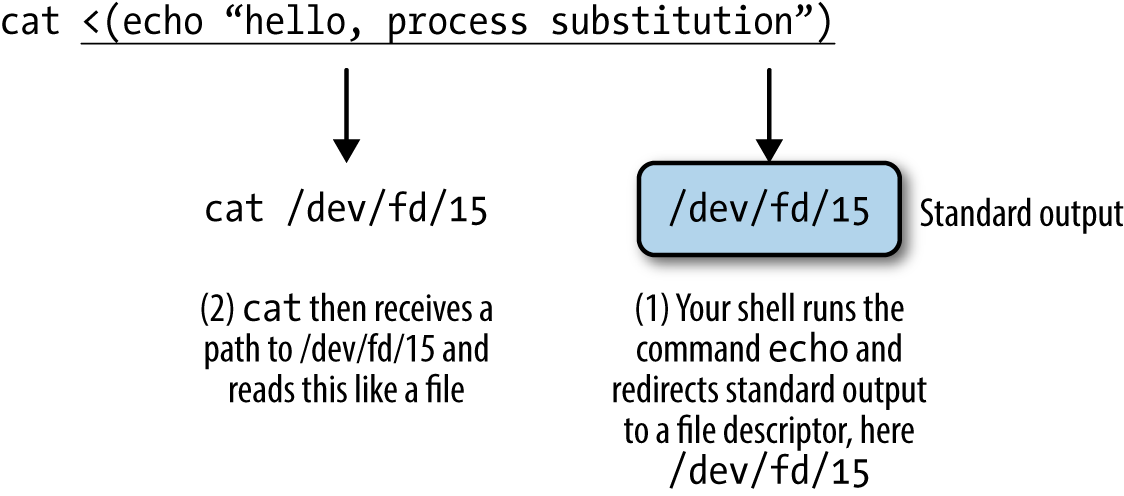 cat <(echo “hello, process substitution”)
cat /dev/fd/15
/dev/fd/15
Standard output
(2) cat then receives a
path to /dev/fd/15 and
reads this like a file
(1) Your shell runs the
command echo and
redirects standard output
to a file descriptor, here
/dev/fd/15